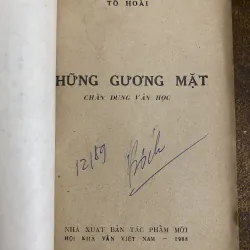 TÔ HOÀI
HỮNG GƯƠNG MẶT
CHÂN DUNG VĂN HỌC
12/89
NHÀ XUẤT BẢN TÁC PHẨM MỚI
HỘI NHÀ VĂN VIỆT NAM — 1988